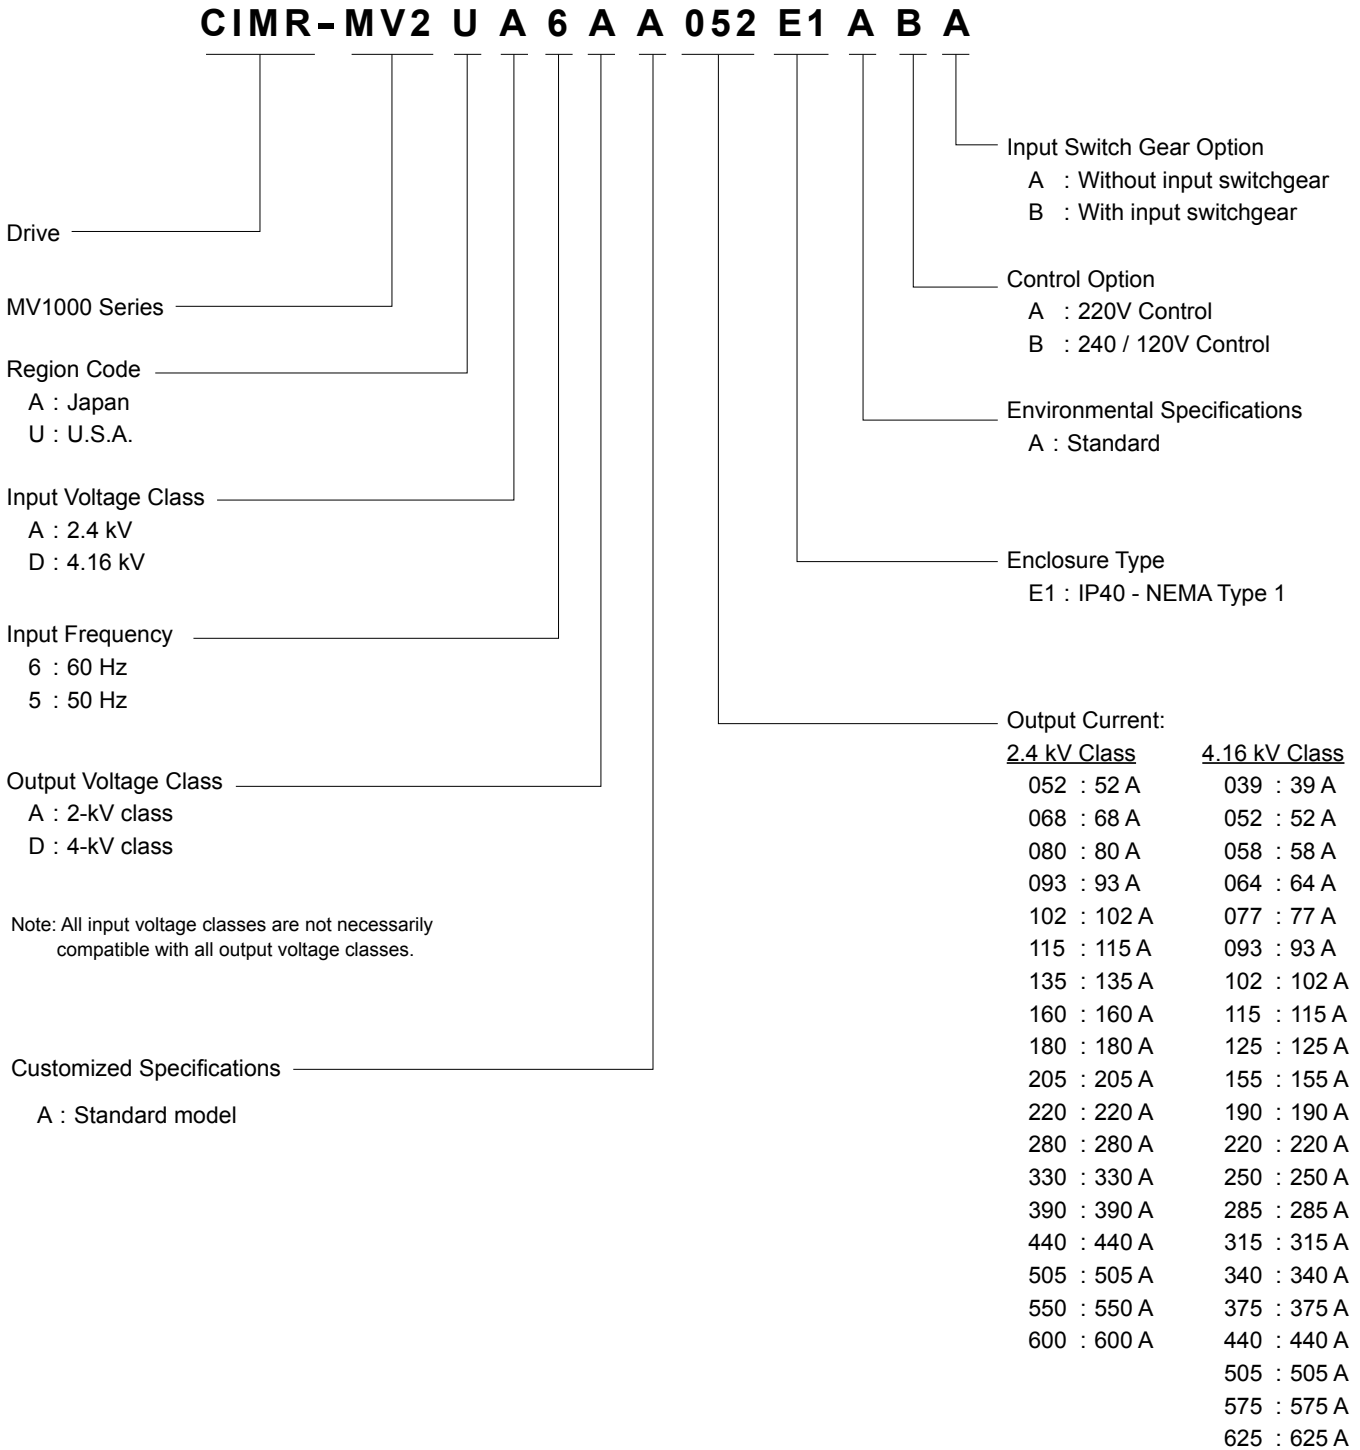 CIMR-MV2 U A 6 A A 052 E1 A B A
Drive
MV1000 Series
Region Code
A : Japan
U : U.S.A.
Input Voltage Class
A : 2.4 kV
D : 4.16 kV
Input Frequency
6 : 60 Hz
5 : 50 Hz
Output Voltage Class
A : 2-kV class
D : 4-kV class
Note: All input voltage classes are not necessarily
compatible with all output voltage classes.
Customized Specifications
A : Standard model
Input Switch Gear Option
A : Without input switchgear
B : With input switchgear
Control Option
A : 220V Control
B : 240 / 120V Control
Environmental Specifications
A : Standard
Enclosure Type
E1 : IP40 - NEMA Type 1
Output Current:
2.4 kV Class 4.16 kV Class
052 : 52 A 039 : 39 A
068 : 68 A 052 : 52 A
080 : 80 A 058 : 58 A
093 : 93 A 064 : 64 A
102 : 102 A 077 : 77 A
115 : 115 A 093 : 93 A
135 : 135 A 102 : 102 A
160 : 160 A 115 : 115 A
180 : 180 A 125 : 125 A
205 : 205 A 155 : 155 A
220 : 220 A 190 : 190 A
280 : 280 A 220 : 220 A
330 : 330 A 250 : 250 A
390 : 390 A 285 : 285 A
440 : 440 A 315 : 315 A
505 : 505 A 340 : 340 A
550 : 550 A 375 : 375 A
600 : 600 A 440 : 440 A
505 : 505 A
575 : 575 A
625 : 625 A